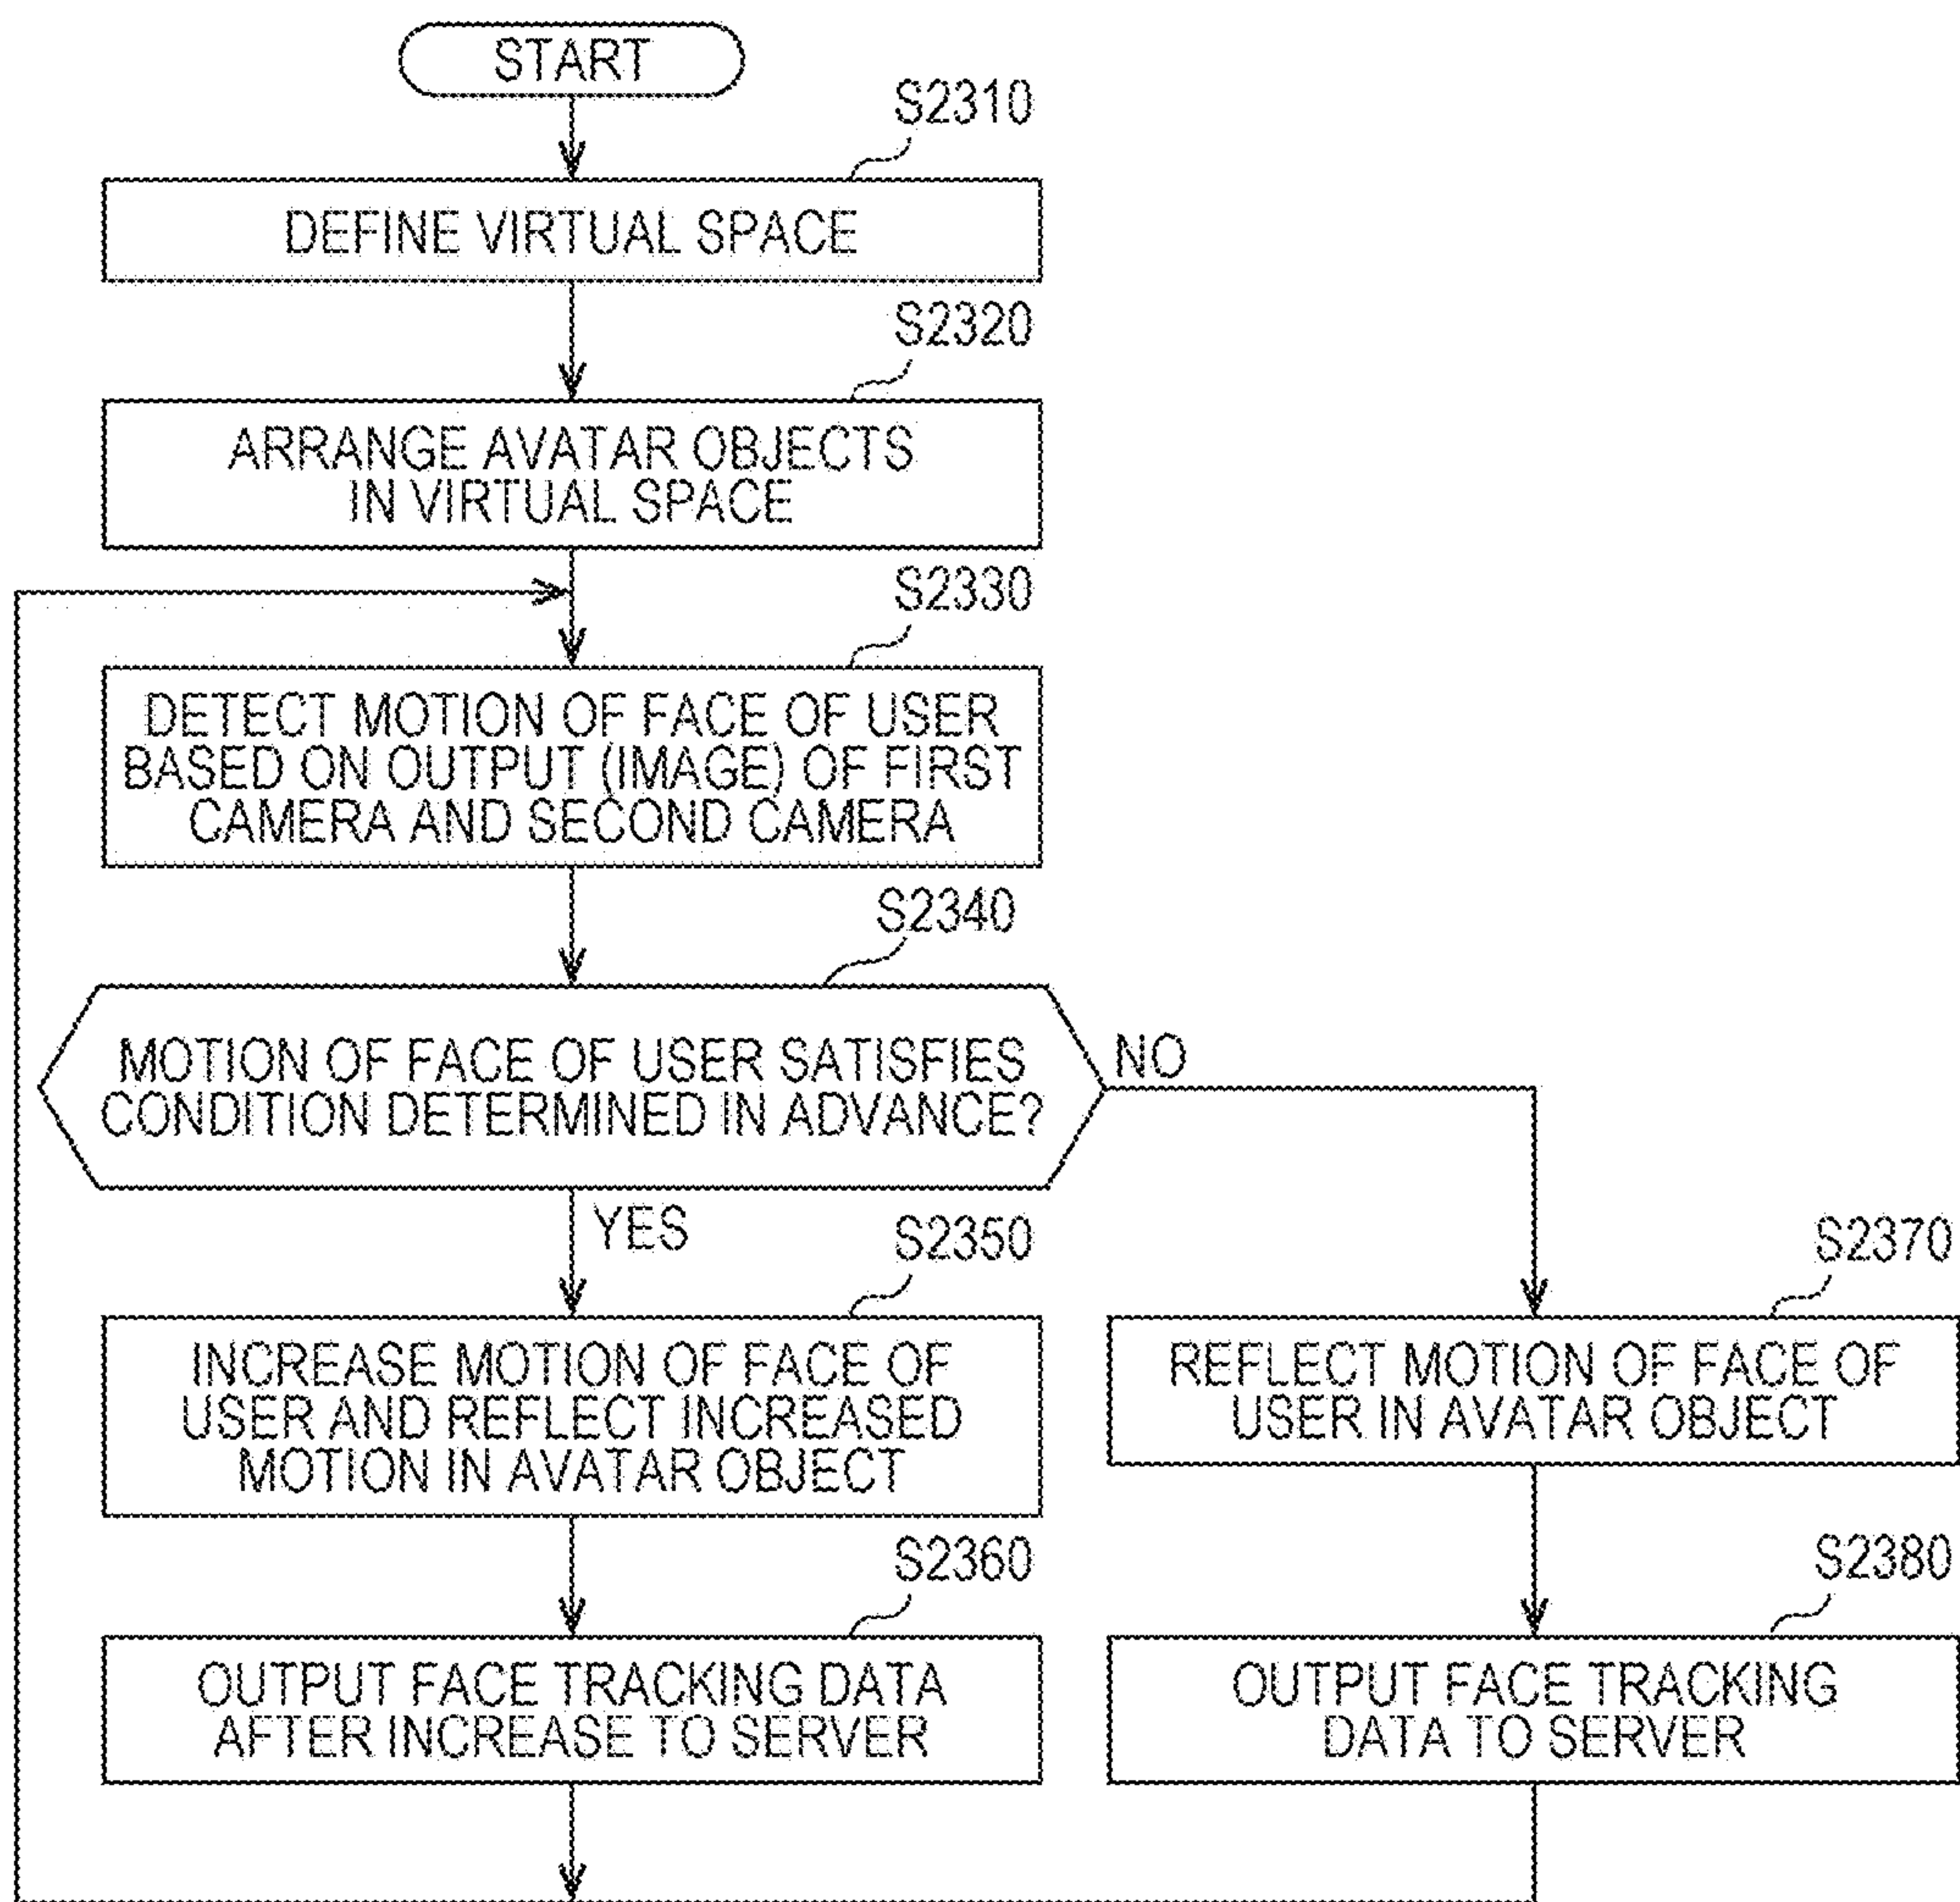 START
S2310
DEFINE VIRTUAL SPACE
S2320
ARRANGE AVATAR OBJECTS
IN VIRTUAL SPACE
S2330
DETECT MOTION OF FACE OF USER
BASED ON OUTPUT (IMAGE) OF FIRST
CAMERA AND SECOND CAMERA
S2340
MOTION OF FACE OF USER SATISFIES
CONDITION DETERMINED IN ADVANCE?
NO
YES
S2350
INCREASE MOTION OF FACE OF
USER AND REFLECT INCREASED
MOTION IN AVATAR OBJECT
S2360
OUTPUT FACE TRACKING DATA
AFTER INCREASE TO SERVER
S2370
REFLECT MOTION OF FACE OF
USER IN AVATAR OBJECT
S2380
OUTPUT FACE TRACKING
DATA TO SERVER